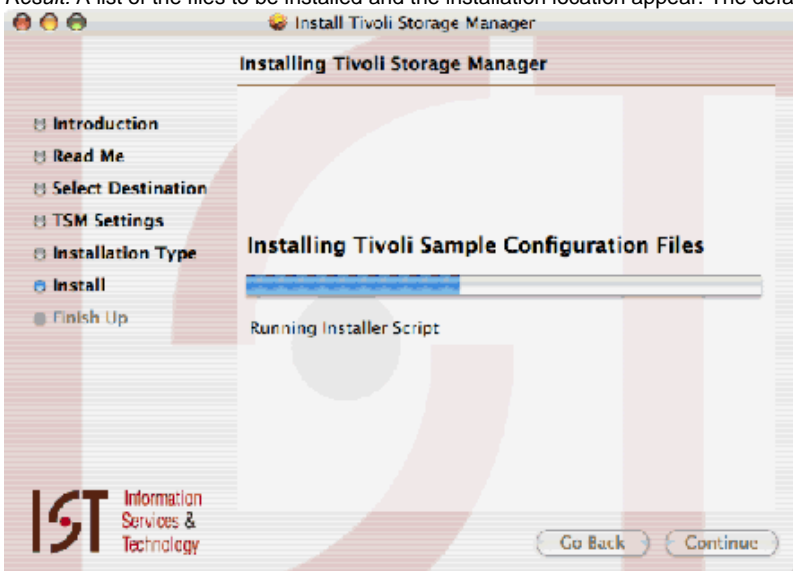 Result: A list of the files to be installed and the installation location appear. The defa
Install Tivoli Storage Manager
Installing Tivoli Storage Manager
Introduction
Read Me
Select Destination
TSM Settings
Installation Type
Install
Finish Up
Installing Tivoli Sample Configuration Files
Running Installer Script
IST Information
Services &
Technology
Go Back
Continue